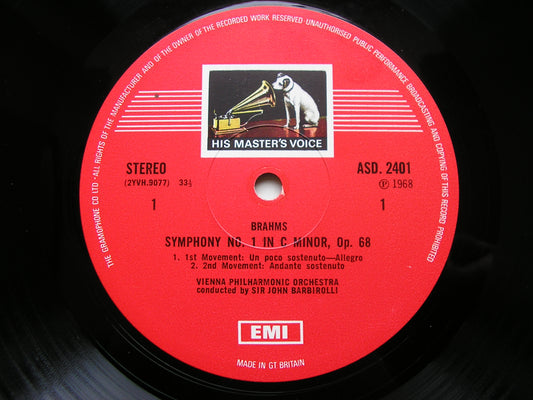 THE GRAMOPHONE CO LTD · ALL RIGHTS OF THE MANUFACTURER AND OF THE OWNER OF THE RECORDED WORK RESERVED · UNAUTHORISED PUBLIC PERFORMANCE BROADCASTING AND COPYING OF THIS RECORD PROHIBITED
HIS MASTER'S VOICE
STEREO
ASD. 2401
(2YVH.9077) 33⅓
Ⓟ 1968
1
1
BRAHMS
SYMPHONY NO. 1 IN C MINOR, Op. 68
1. 1st Movement: Un poco sostenuto—Allegro
2. 2nd Movement: Andante sostenuto
VIENNA PHILHARMONIC ORCHESTRA
conducted by SIR JOHN BARBIROLLI
EMI
MADE IN GT BRITAIN